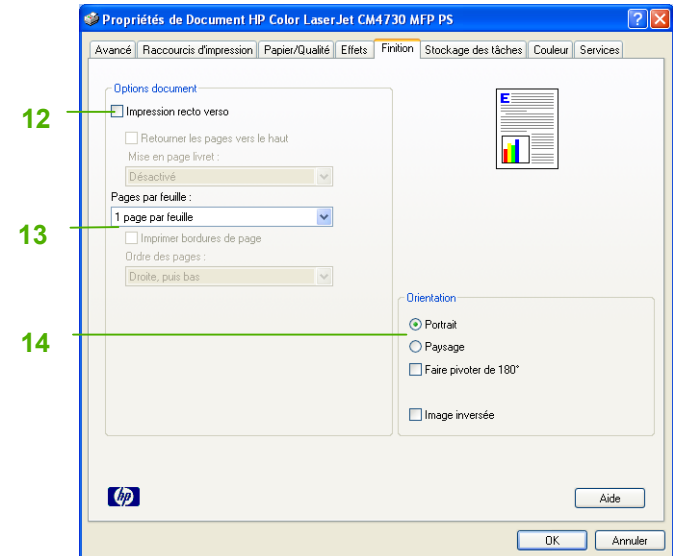 Propriétés de Document HP Color LaserJet CM4730 MFP PS
Avancé Raccourcis d'impression Papier/Qualité Effets Finition Stockage des tâches Couleur Services
Options document
12
Impression recto verso
Retourner les pages vers le haut
Mise en page livret :
Désactivé
Pages par feuille :
1 page par feuille
13
Imprimer bordures de page
Ordre des pages :
Droite, puis bas
E
Orientation
14
Portrait
Paysage
Faire pivoter de 180°
Image inversée
hp
Aide
OK Annuler